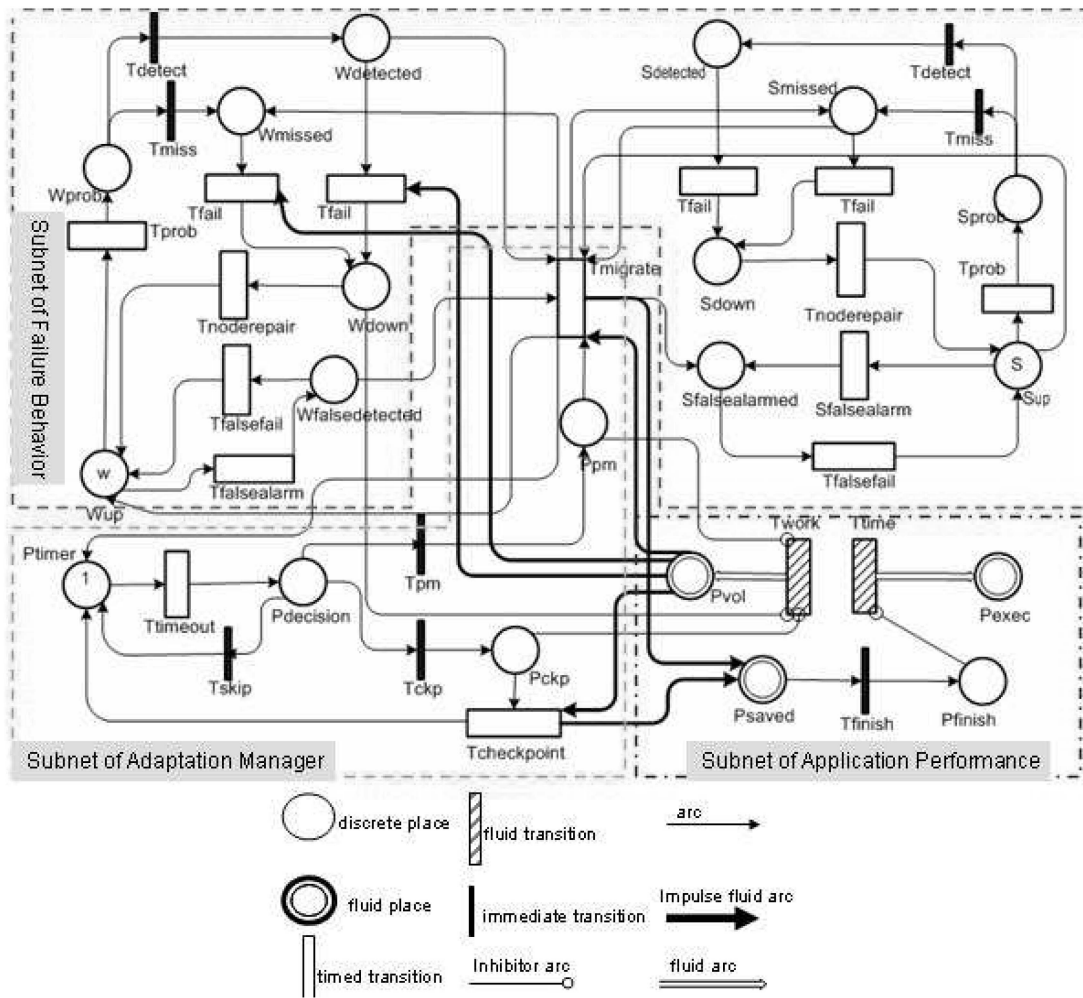 Tdetect
Wdetected
Sdetected
Tdetect
Wmissed
Smissed
Tmiss
Tmiss
Wprob
Tfail
Tfail
Tfail
Tfail
Sprob
Tprob
Tprob
Subnet of Failure Behavior
Tmigrate
Tnoderepair
Wdown
Sdown
Tnoderepair
S
Tfalsefail
Wfalsedetected
Sfalsealarmed
Sfalsealarm
Sup
w
Tfalsealarm
Ppm
Tfalsefail
Wup
Twork
Ttime
Ptimer
1
Tpm
Pvol
Pexec
Ttimeout
Pdecision
Tskip
Tckp
Pckp
Psaved
Tfinish
Pfinish
Tcheckpoint
Subnet of Adaptation Manager
Subnet of Application Performance
discrete place
fluid transition
arc
fluid place
immediate transition
Impulse fluid arc
timed transition
Inhibitor arc
fluid arc